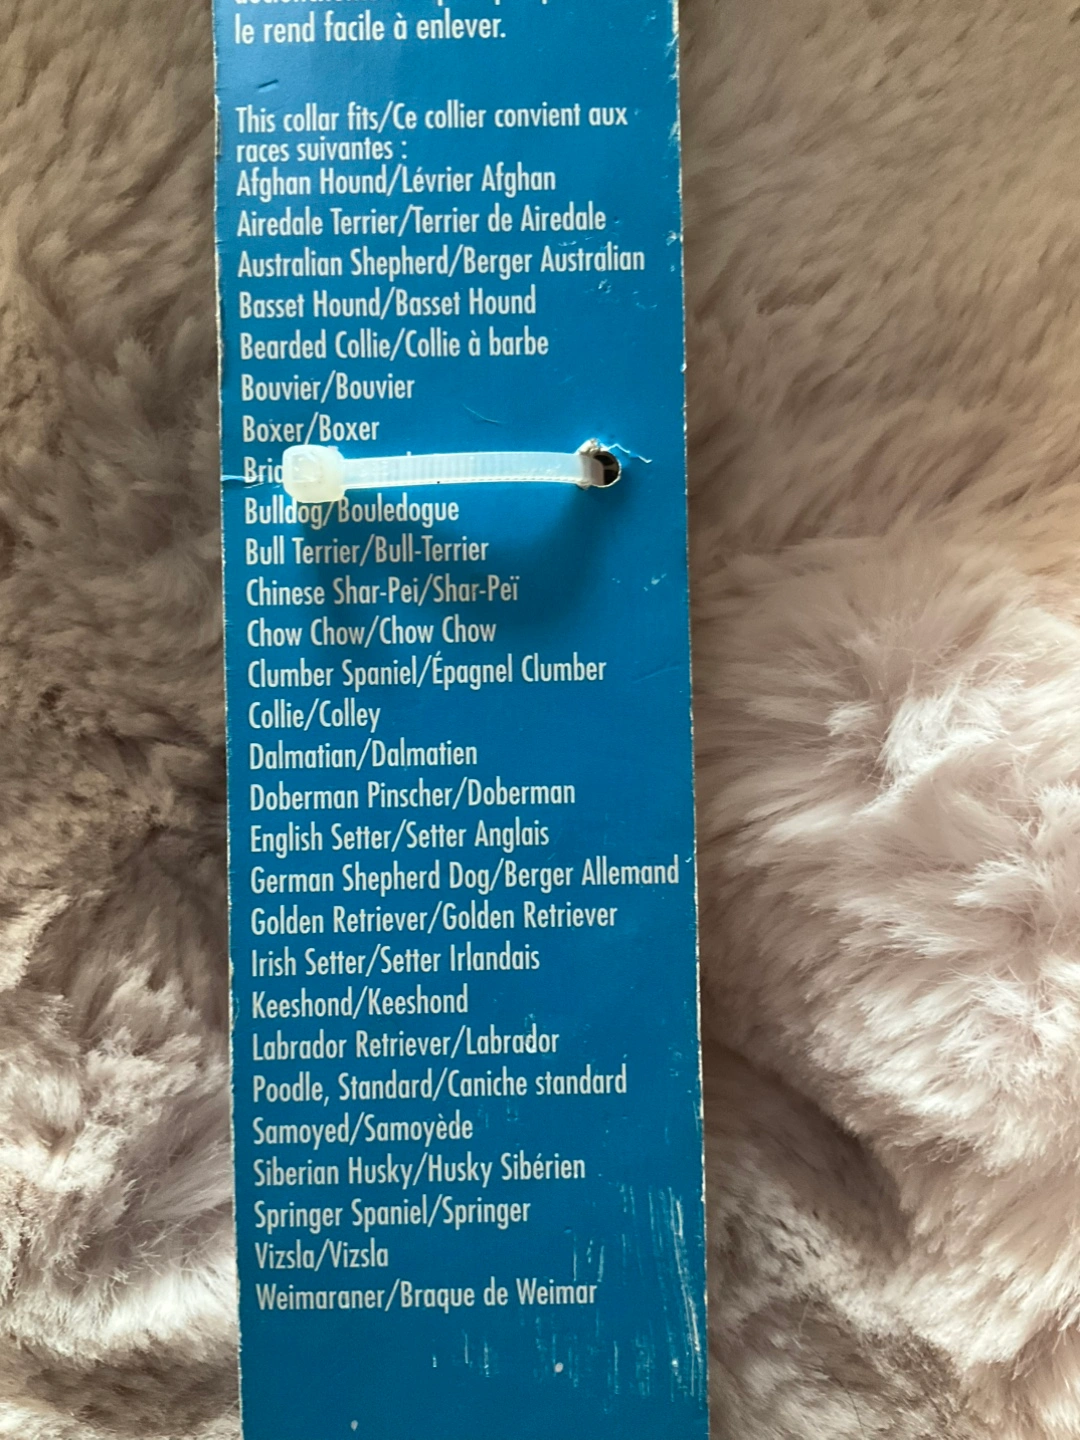 le rend facile à enlever.
This collar fits/Ce collier convient aux
races suivantes :
Afghan Hound/Lévrier Afghan
Airedale Terrier/Terrier de Airedale
Australian Shepherd/Berger Australian
Basset Hound/Basset Hound
Bearded Collie/Collie à barbe
Bouvier/Bouvier
Boxer/Boxer
Bulldog/Bouledogue
Bull Terrier/Bull-Terrier
Chinese Shar-Pei/Shar-Peï
Chow Chow/Chow Chow
Clumber Spaniel/Épagnel Clumber
Collie/Colley
Dalmatian/Dalmatien
Doberman Pinscher/Doberman
English Setter/Setter Anglais
German Shepherd Dog/Berger Allemand
Golden Retriever/Golden Retriever
Irish Setter/Setter Irlandais
Keeshond/Keeshond
Labrador Retriever/Labrador
Poodle, Standard/Caniche standard
Samoyed/Samoyède
Siberian Husky/Husky Sibérien
Springer Spaniel/Springer
Vizsla/Vizsla
Weimaraner/Braque de Weimar